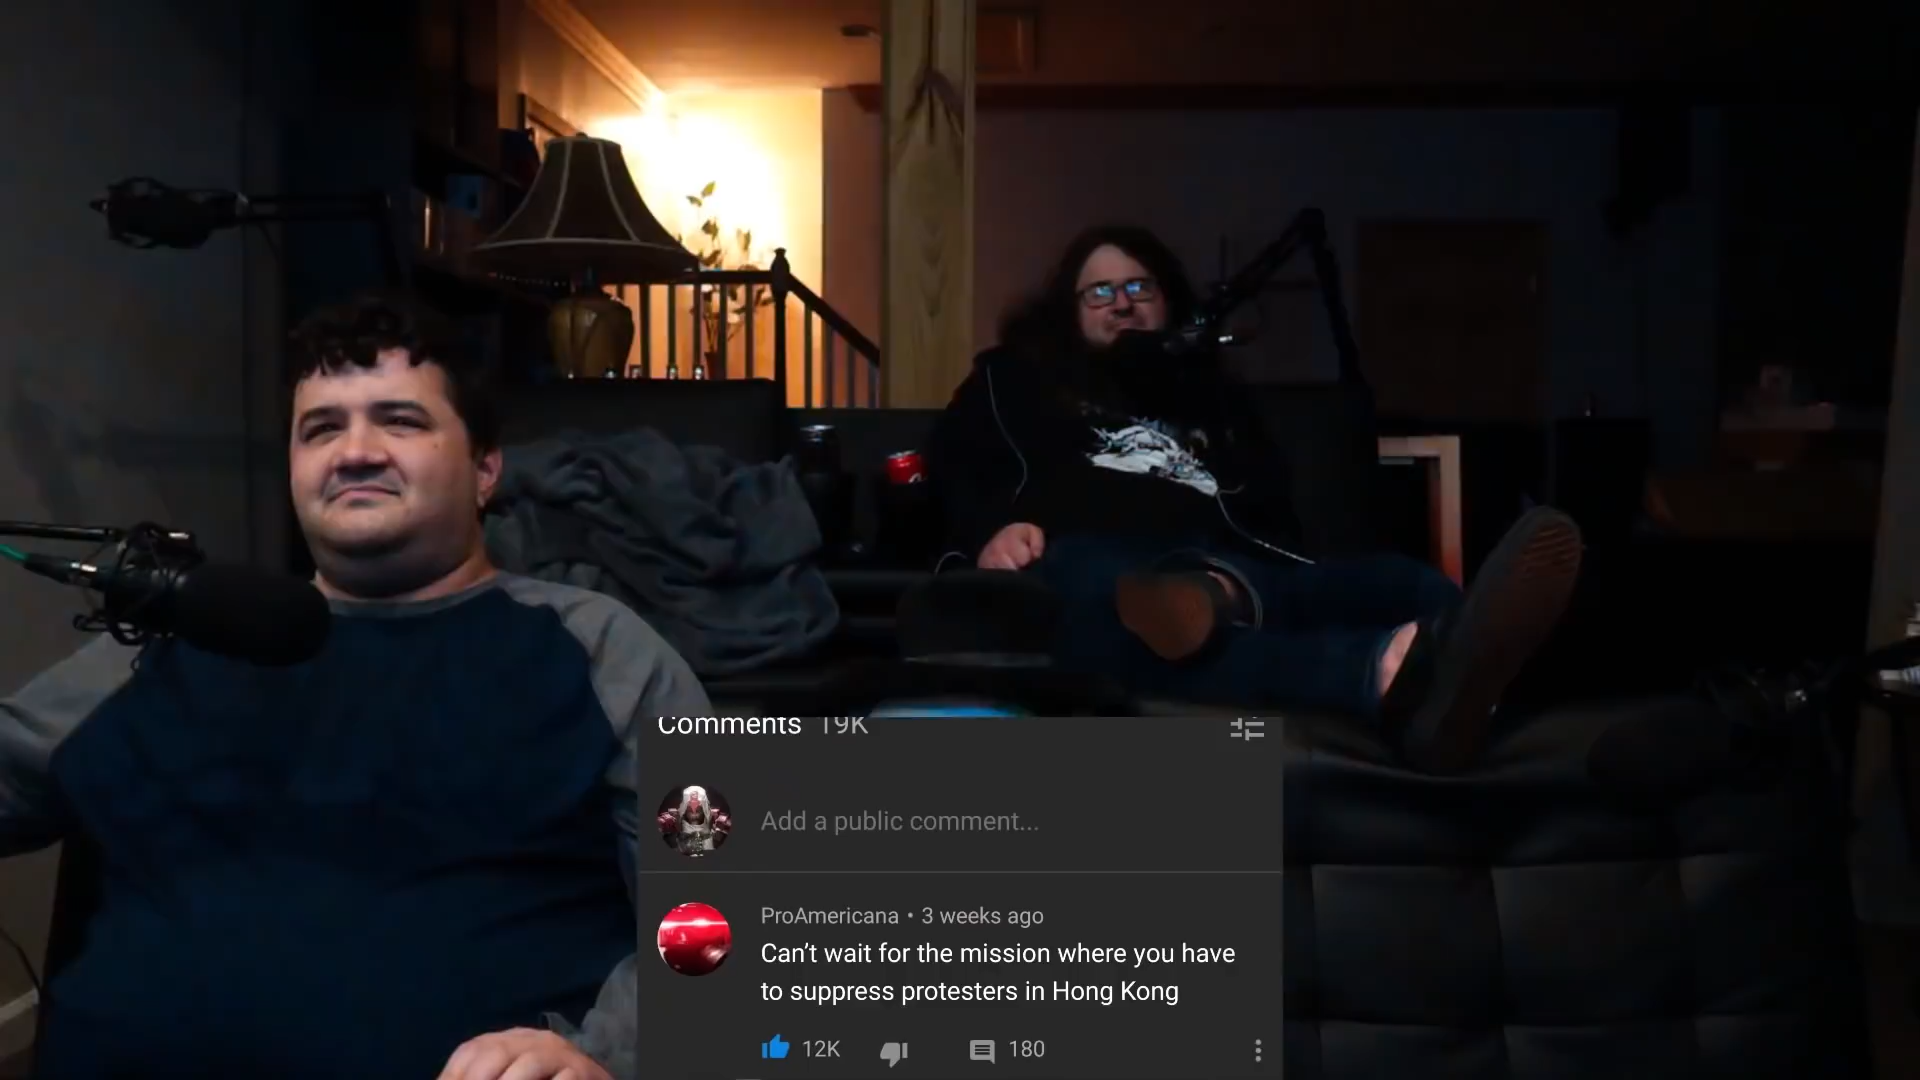 Comments 19K
Add a public comment...
ProAmericana • 3 weeks ago
Can’t wait for the mission where you have
to suppress protesters in Hong Kong
12K 180